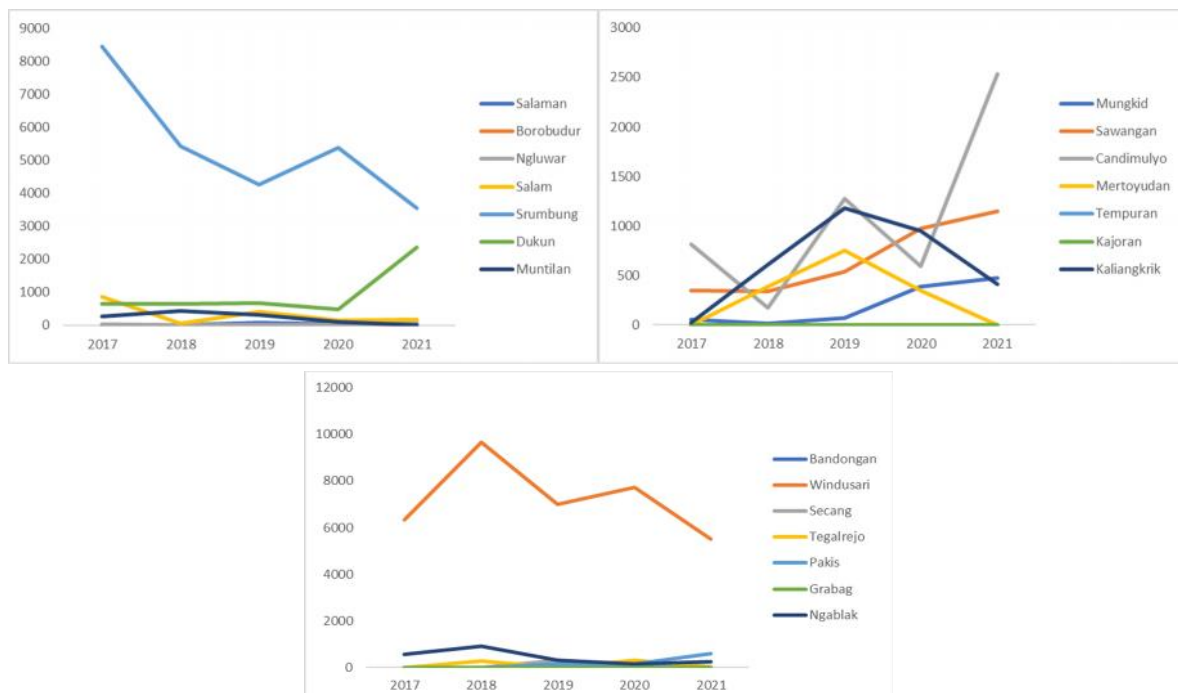 9000
8000
7000
6000
5000
4000
3000
2000
1000
0
2017 2018 2019 2020 2021
Salaman
Borobudur
Ngluwar
Salam
Srumbung
Dukun
Muntilan
3000
2500
2000
1500
1000
500
0
2017 2018 2019 2020 2021
Mungkid
Sawangan
Candimulyo
Mertoyudan
Tempuran
Kajoran
Kaliangkrik
12000
10000
8000
6000
4000
2000
0
2017 2018 2019 2020 2021
Bandongan
Windusari
Secang
Tegalrejo
Pakis
Grabag
Ngablak